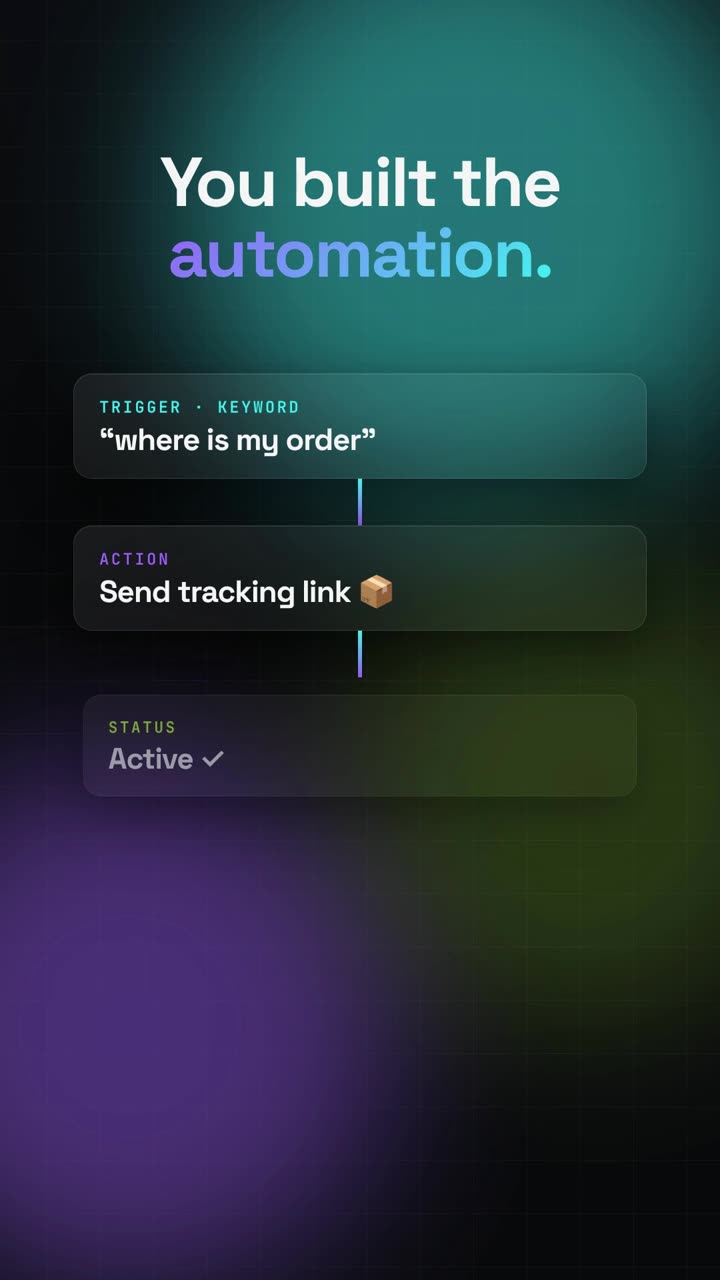 You built the
automation.
TRIGGER · KEYWORD
“where is my order”
ACTION
Send tracking link 📦
STATUS
Active ✓